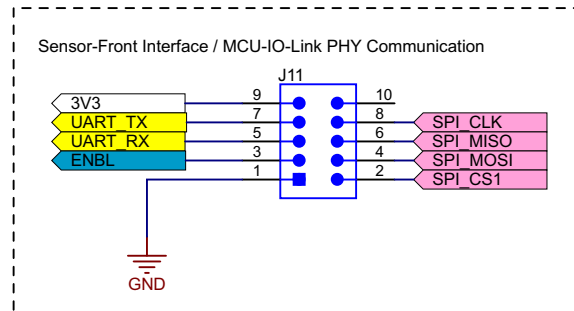 Sensor-Front Interface / MCU-IO-Link PHY Communication
J11
3V3 9 10
UART_TX 7 8 SPI_CLK
UART_RX 5 6 SPI_MISO
ENBL 3 4 SPI_MOSI
1 2 SPI_CS1
GND